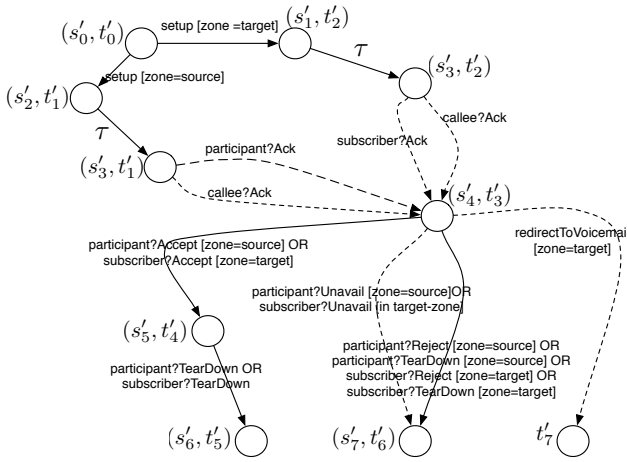 (s′₀, t′₀)
setup [zone =target]
(s′₁, t′₂)
τ
(s′₃, t′₂)
setup [zone=source]
(s′₂, t′₁)
τ
(s′₃, t′₁)
participant?Ack
callee?Ack
subscriber?Ack
callee?Ack
(s′₄, t′₃)
redirectToVoicemai
[zone=target]
participant?Accept [zone=source] OR
subscriber?Accept [zone=target]
participant?Unavail [zone=source]OR
subscriber?Unavail [in target-zone]
(s′₅, t′₄)
participant?TearDown OR
subscriber?TearDown
participant?Reject [zone=source] OR
participant?TearDown [zone=source] OR
subscriber?Reject [zone=target] OR
subscriber?TearDown [zone=target]
(s′₆, t′₅)
(s′₇, t′₆)
t′₇